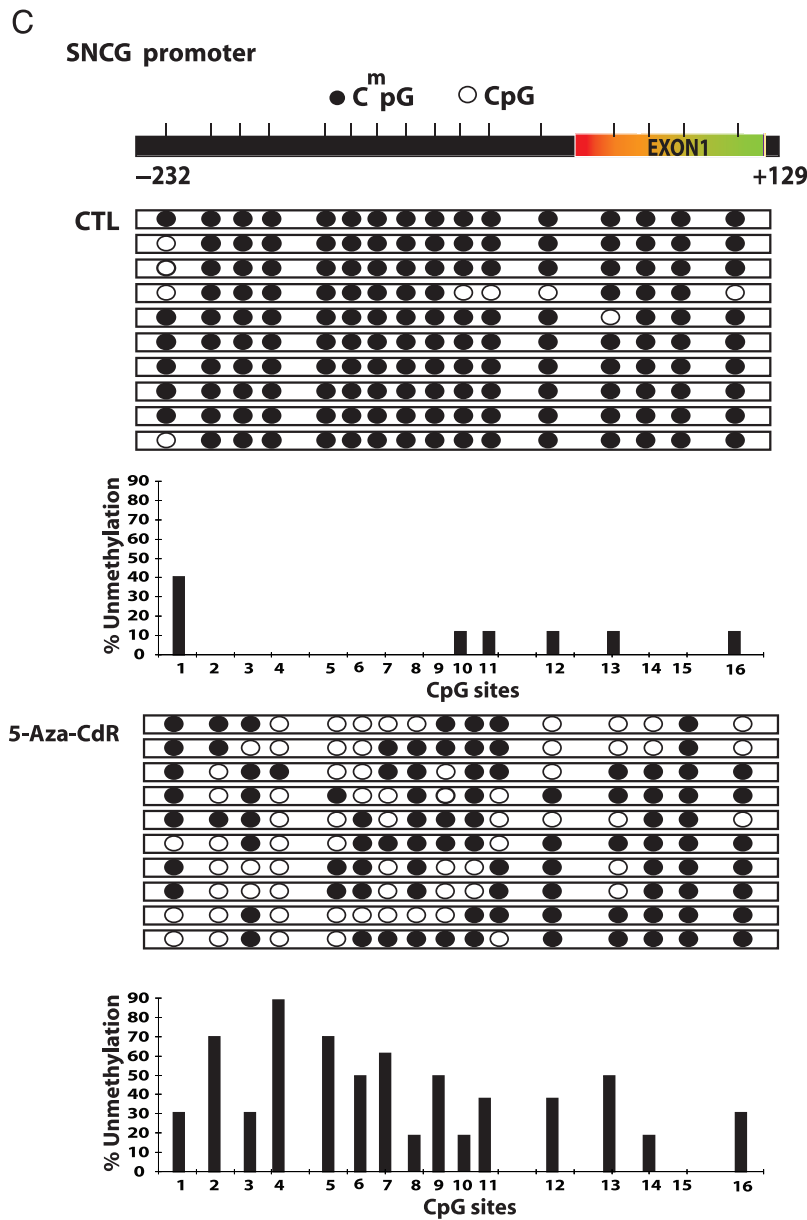 C
SNCG promoter
CmpG CpG
EXON1
−232 +129
CTL
% Unmethylation
90
80
70
60
50
40
30
20
10
0
1 2 3 4 5 6 7 8 9 10 11 12 13 14 15 16
CpG sites
5-Aza-CdR
% Unmethylation
90
80
70
60
50
40
30
20
10
0
1 2 3 4 5 6 7 8 9 10 11 12 13 14 15 16
CpG sites